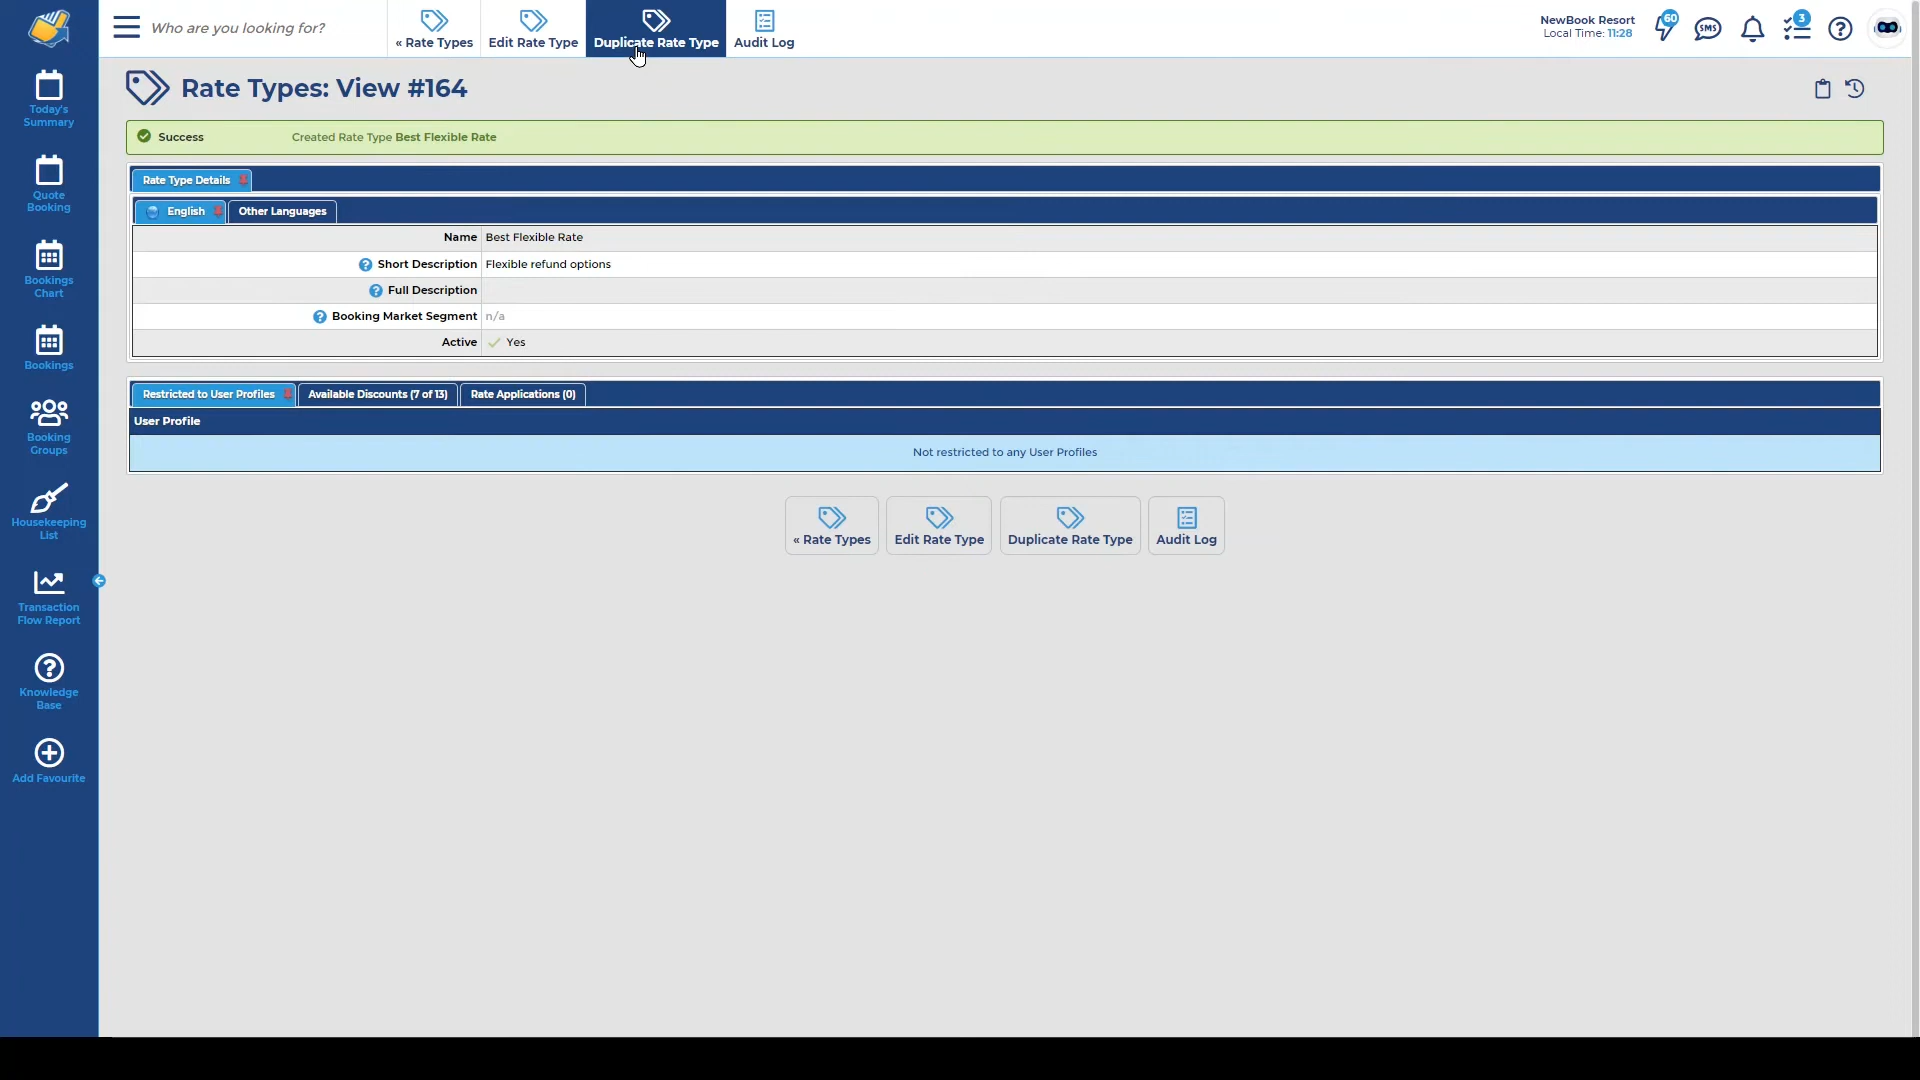 Who are you looking for?
« Rate Types
Edit Rate Type
Duplicate Rate Type
Audit Log
NewBook Resort
Local Time: 11:28
60
SMS
3
Today's
Summary
Quote
Booking
Bookings
Chart
Bookings
Booking
Groups
Housekeeping
List
Transaction
Flow Report
Knowledge
Base
Add Favourite
Rate Types: View #164
Success Created Rate Type Best Flexible Rate
Rate Type Details
English Other Languages
Name Best Flexible Rate
Short Description Flexible refund options
Full Description
Booking Market Segment n/a
Active Yes
Restricted to User Profiles Available Discounts (7 of 13) Rate Applications (0)
User Profile
Not restricted to any User Profiles
« Rate Types
Edit Rate Type
Duplicate Rate Type
Audit Log